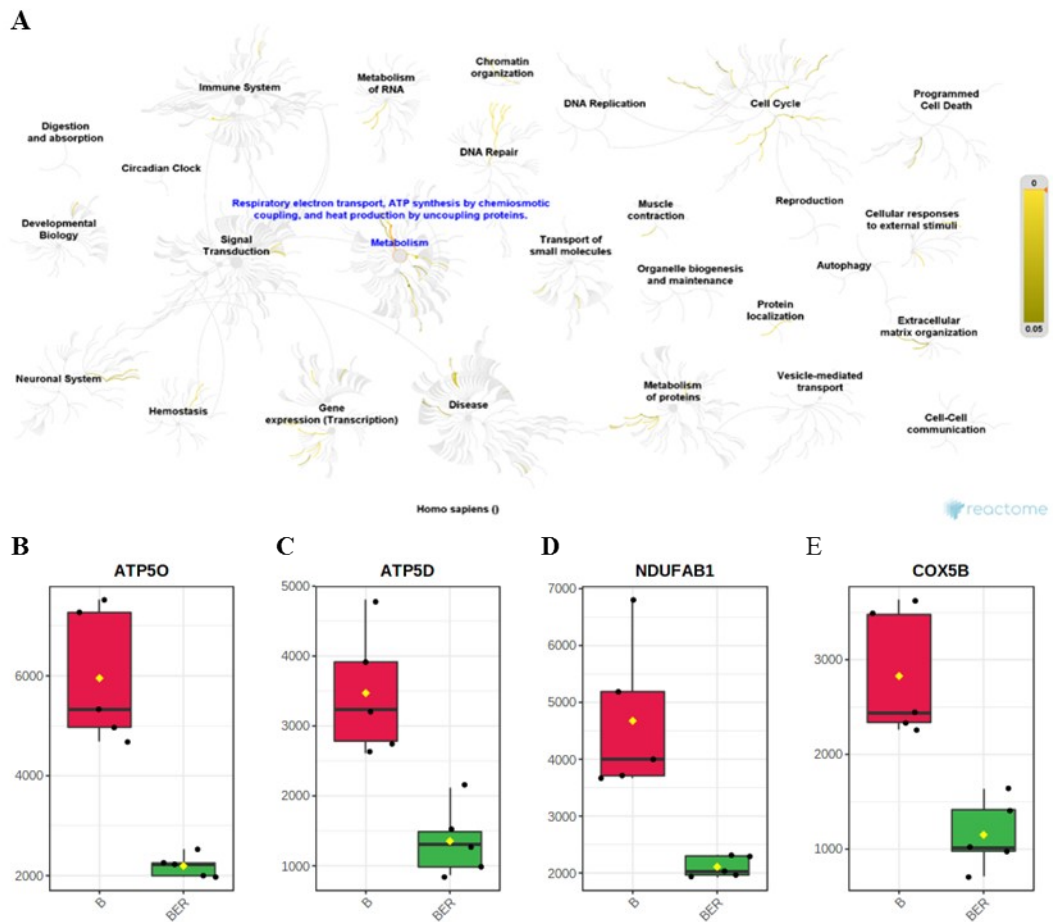 A
Immune System
Metabolism
of RNA
Chromatin
organization
DNA Replication
Cell Cycle
Programmed
Cell Death
Digestion
and absorption
DNA Repair
Circadian Clock
0
Respiratory electron transport, ATP synthesis by chemiosmotic
coupling, and heat production by uncoupling proteins.
Muscle
contraction
Reproduction
Cellular responses
to external stimuli
Developmental
Biology
Signal
Transduction
Metabolism
Transport of
small molecules
Organelle biogenesis
and maintenance
Autophagy
Protein
localization
Extracellular
matrix organization
0.05
Neuronal System
Hemostasis
Gene
expression (Transcription)
Disease
Metabolism
of proteins
Vesicle-mediated
transport
Cell-Cell
communication
Homo sapiens ()
reactome
B
ATP5O
6000
4000
2000
B
BER
C
ATP5D
5000
4000
3000
2000
1000
B
BER
D
NDUFAB1
7000
6000
5000
4000
3000
2000
B
BER
E
COX5B
3000
2000
1000
B
BER